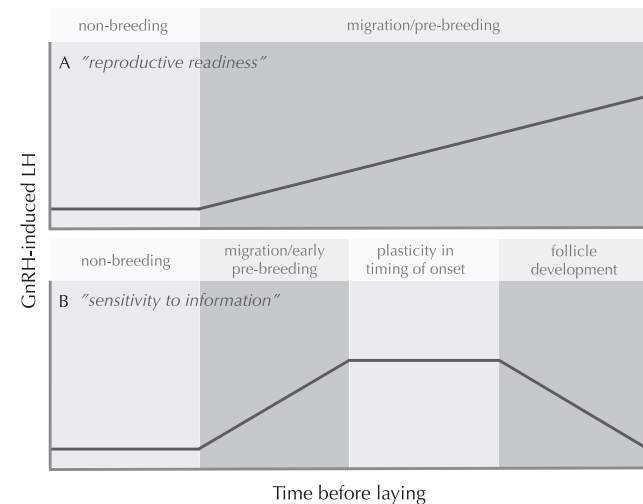 non-breeding
migration/pre-breeding
A ”reproductive readiness”
GnRH-induced LH
non-breeding
migration/early
pre-breeding
plasticity in
timing of onset
follicle
development
B ”sensitivity to information”
Time before laying